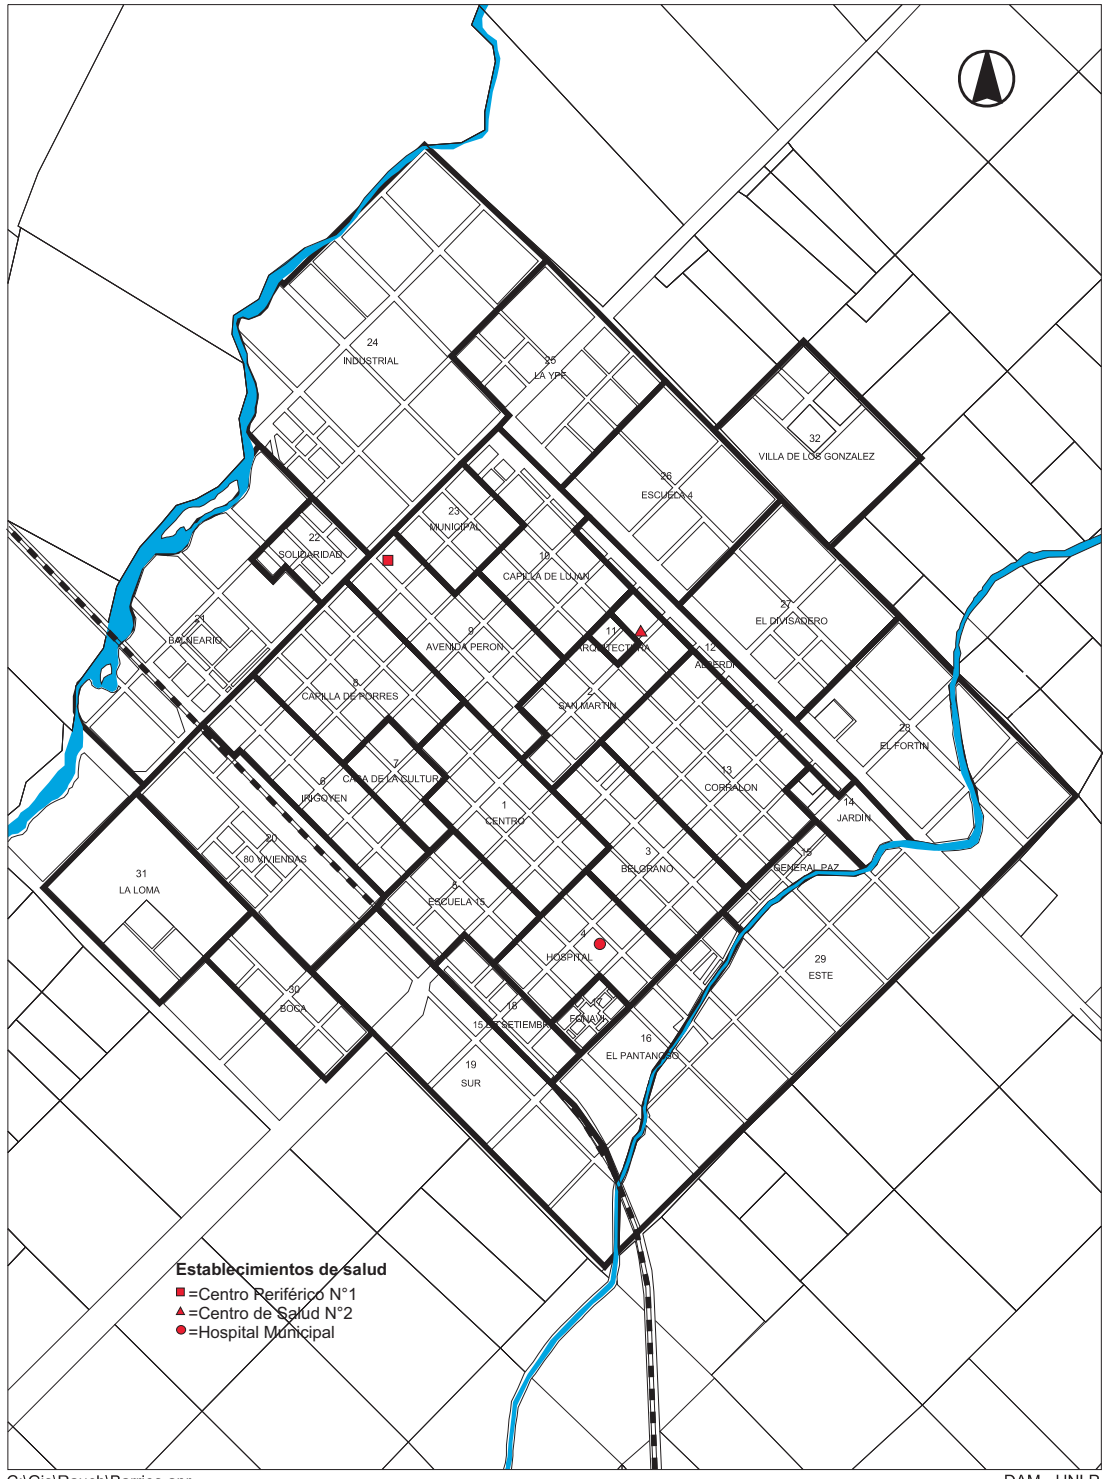 24
INDUSTRIAL
25
LA YPF
32
VILLA DE LOS GONZALEZ
26
ESCUELA 4
23
MUNICIPAL
22
SOLIDARIDAD
10
CAPILLA DE LUJAN
27
EL DIVISADERO
21
BALNEARIO
9
AVENIDA PERON
11
ARQUITECTURA
12
ALBERDI
8
CAPILLA DE PORRES
2
SAN MARTIN
28
EL FORTIN
7
CASA DE LA CULTURA
6
IRIGOYEN
13
CORRALON
1
CENTRO
14
JARDIN
20
80 VIVIENDAS
3
BELGRANO
15
GENERAL PAZ
31
LA LOMA
5
ESCUELA 15
4
HOSPITAL
29
ESTE
30
BOCA
18
15 DE SETIEMBRE
17
FONAVI
16
EL PANTANOSO
19
SUR
Establecimientos de salud
=Centro Periférico N°1
=Centro de Salud N°2
=Hospital Municipal